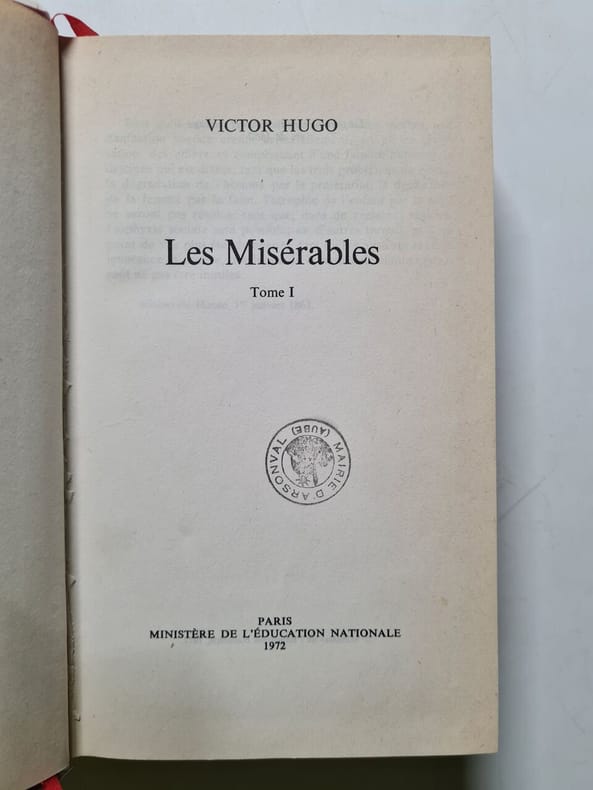 VICTOR HUGO
Les Misérables
Tome I
MAIRIE D'ARSONVAL (AUBE)
PARIS
MINISTÈRE DE L'ÉDUCATION NATIONALE
1972